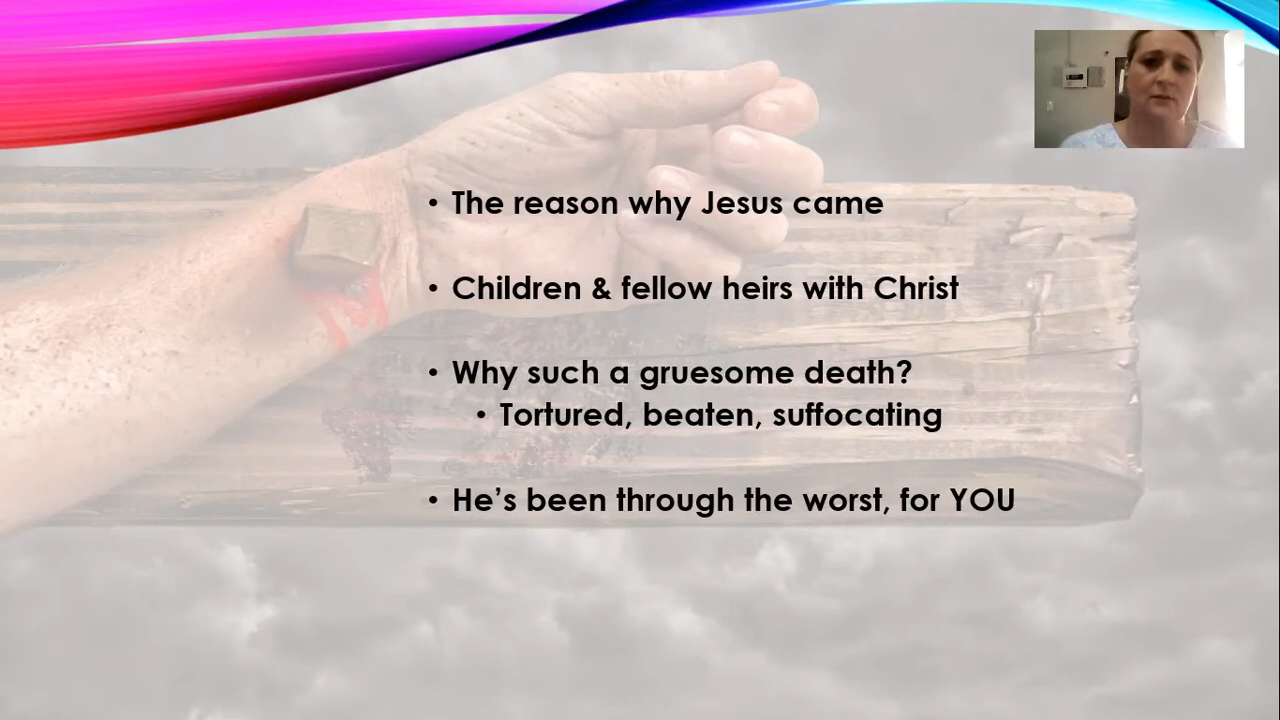 • The reason why Jesus came
• Children & fellow heirs with Christ
• Why such a gruesome death?
• Tortured, beaten, suffocating
• He's been through the worst, for YOU